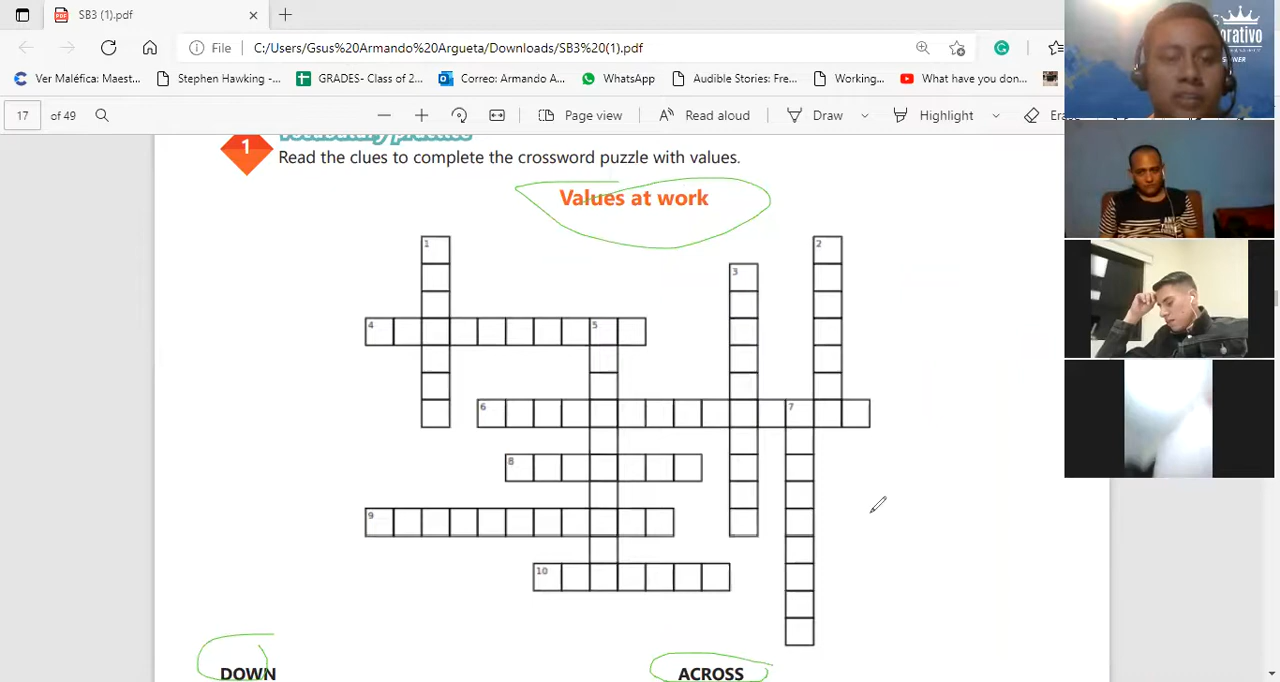 SB3 (1).pdf
File C:/Users/Gsus%20Armando%20Argueta/Downloads/SB3%20(1).pdf
Ver Maléfica: Maest... Stephen Hawking -... GRADES- Class of 2... Correo: Armando A... WhatsApp Audible Stories: Fre... Working... What have you don...
17 of 49 Page view Read aloud Draw Highlight
1 Vocabulary practice
Read the clues to complete the crossword puzzle with values.
Values at work
1 2
3
4 5
6 7
8
9
10
DOWN ACROSS